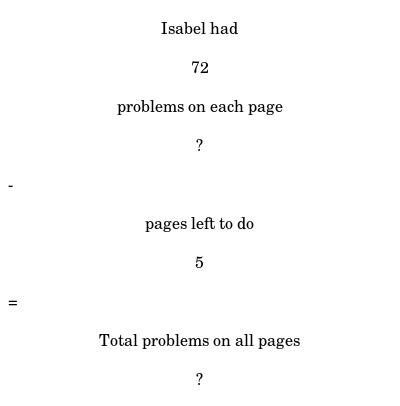 Isabel had
72
problems on each page
?
-
pages left to do
5
=
Total problems on all pages
?